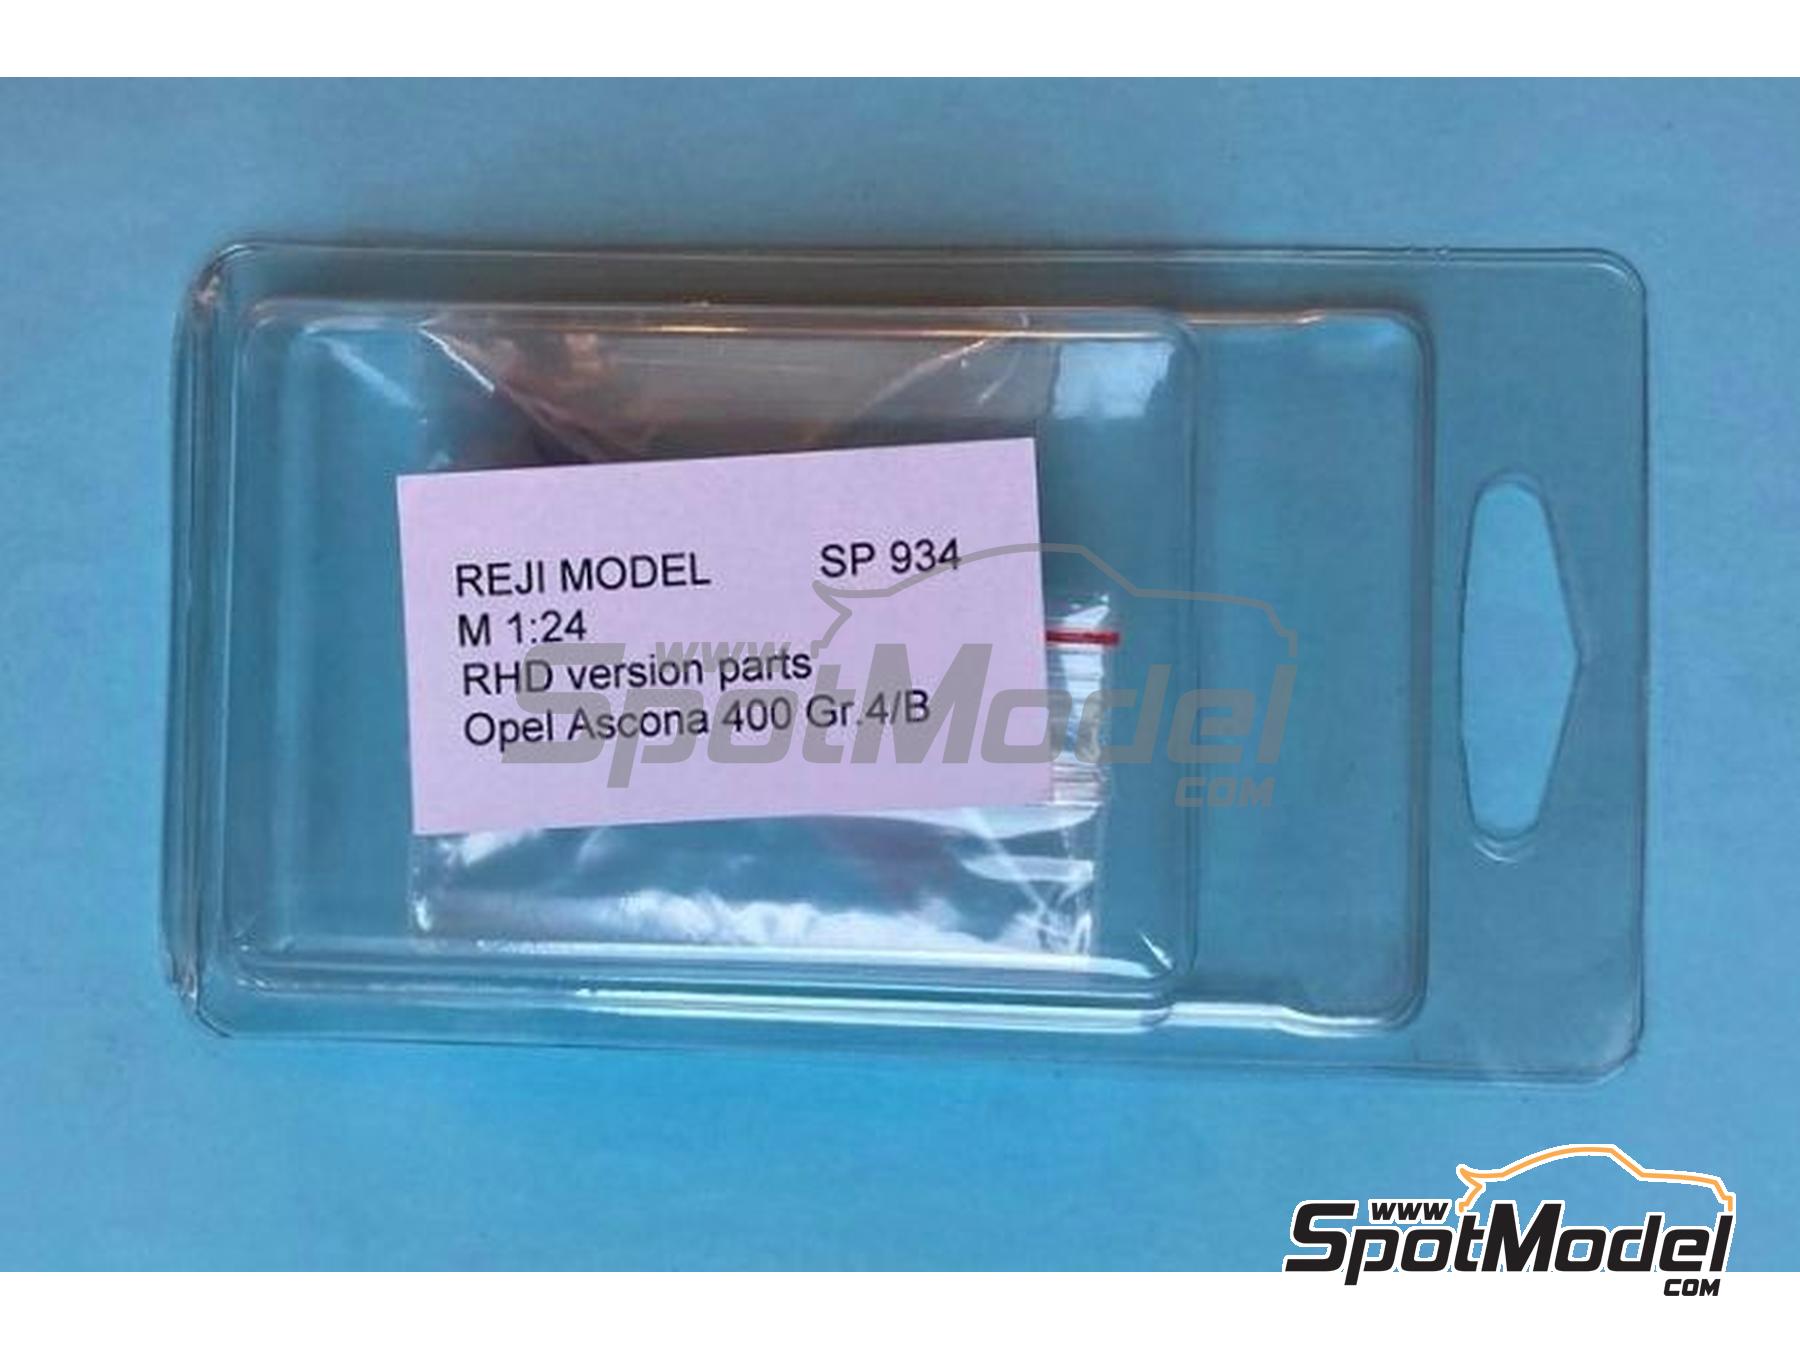 REJI MODEL SP 934
M 1:24
RHD version parts
Opel Ascona 400 Gr.4/B
www
SpotModel
.COM
www
SpotModel
.COM